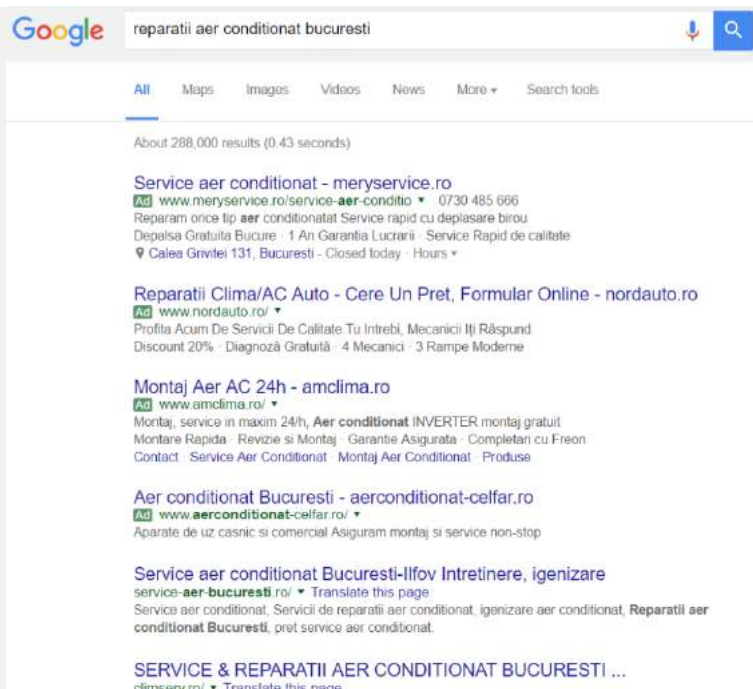 Google reparatii aer conditionat bucuresti
All Maps Images Videos News More Search tools
About 288,000 results (0.43 seconds)
Service aer conditionat - meryservice.ro
Ad www.meryservice.ro/service-aer-conditio 0730 485 666
Reparam orice tip aer conditionatat Service rapid cu deplasare birou
Depalsa Gratuita Bucure · 1 An Garantia Lucrarii · Service Rapid de calitate
Calea Grivitei 131, Bucuresti - Closed today · Hours
Reparatii Clima/AC Auto - Cere Un Pret, Formular Online - nordauto.ro
Ad www.nordauto.ro/
Profita Acum De Servicii De Calitate.Tu Intrebi, Mecanicii Iți Răspund
Discount 20% · Diagnoză Gratuită · 4 Mecanici · 3 Rampe Moderne
Montaj Aer AC 24h - amclima.ro
Ad www.amclima.ro/
Montaj, service in maxim 24/h, Aer conditionat INVERTER montaj gratuit
Montare Rapida · Revizie si Montaj · Garantie Asigurata · Completari cu Freon
Contact · Service Aer Conditionat · Montaj Aer Conditionat · Produse
Aer conditionat Bucuresti - aerconditionat-celfar.ro
Ad www.aerconditionat-celfar.ro/
Aparate de uz casnic si comercial Asiguram montaj si service non-stop
Service aer conditionat Bucuresti-Ilfov Intretinere, igenizare
service-aer-bucuresti.ro/ Translate this page
Service aer conditionat, Servicii de reparatii aer conditionat, igenizare aer conditionat, Reparatii aer
conditionat Bucuresti, pret service aer conditionat.
SERVICE & REPARATII AER CONDITIONAT BUCURESTI ...
climserv.ro/ Translate this page